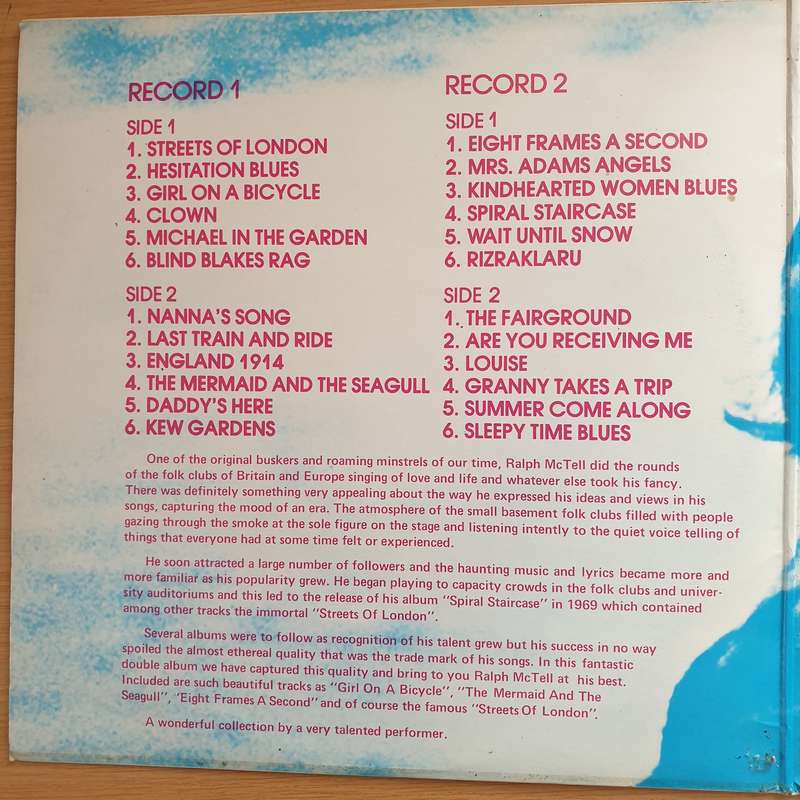 RECORD 1
SIDE 1
1. STREETS OF LONDON
2. HESITATION BLUES
3. GIRL ON A BICYCLE
4. CLOWN
5. MICHAEL IN THE GARDEN
6. BLIND BLAKES RAG
SIDE 2
1. NANNA'S SONG
2. LAST TRAIN AND RIDE
3. ENGLAND 1914
4. THE MERMAID AND THE SEAGULL
5. DADDY'S HERE
6. KEW GARDENS
RECORD 2
SIDE 1
1. EIGHT FRAMES A SECOND
2. MRS. ADAMS ANGELS
3. KINDHEARTED WOMEN BLUES
4. SPIRAL STAIRCASE
5. WAIT UNTIL SNOW
6. RIZRAKLARU
SIDE 2
1. THE FAIRGROUND
2. ARE YOU RECEIVING ME
3. LOUISE
4. GRANNY TAKES A TRIP
5. SUMMER COME ALONG
6. SLEEPY TIME BLUES
One of the original buskers and roaming minstrels of our time, Ralph McTell did the rounds
of the folk clubs of Britain and Europe singing of love and life and whatever else took his fancy.
There was definitely something very appealing about the way he expressed his ideas and views in his
songs, capturing the mood of an era. The atmosphere of the small basement folk clubs filled with people
gazing through the smoke at the sole figure on the stage and listening intently to the quiet voice telling of
things that everyone had at some time felt or experienced.
He soon attracted a large number of followers and the haunting music and lyrics became more and
more familiar as his popularity grew. He began playing to capacity crowds in the folk clubs and univer-
sity auditoriums and this led to the release of his album "Spiral Staircase" in 1969 which contained
among other tracks the immortal "Streets Of London".
Several albums were to follow as recognition of his talent grew but his success in no way
spoiled the almost ethereal quality that was the trade mark of his songs. In this fantastic
double album we have captured this quality and bring to you Ralph McTell at his best.
Included are such beautiful tracks as "Girl On A Bicycle", "The Mermaid And The
Seagull", "Eight Frames A Second" and of course the famous "Streets Of London".
A wonderful collection by a very talented performer.